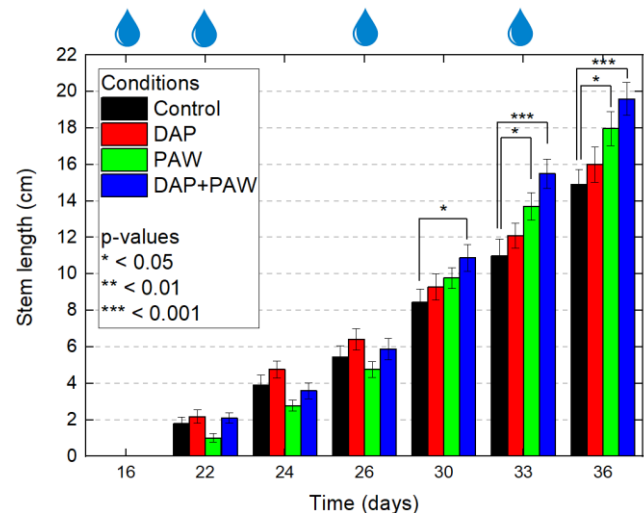 22
20
18
16
14
12
10
8
6
4
2
0
Stem length (cm)
Conditions
Control
DAP
PAW
DAP+PAW
p-values
* < 0.05
** < 0.01
*** < 0.001
*
***
*
***
*
16 22 24 26 30 33 36
Time (days)